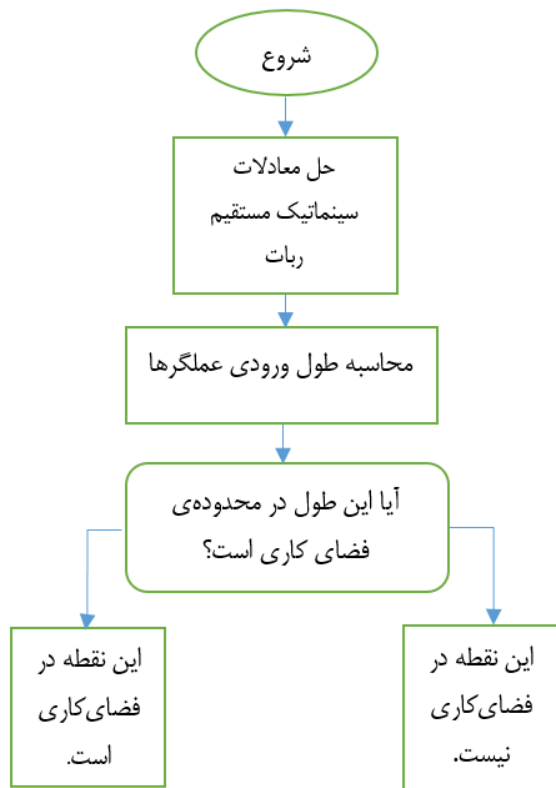 شروع
حل معادلات
سینماتیک مستقیم
ربات
محاسبه طول ورودی عملگرها
آیا این طول در محدوده‌ی
فضای کاری است؟
این نقطه در
فضای‌کاری
نیست.
این نقطه در
فضای‌کاری
است.